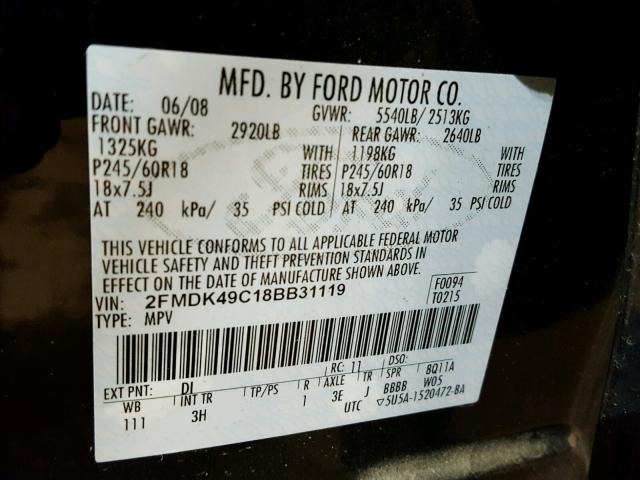 MFD. BY FORD MOTOR CO.
DATE: 06/08 GVWR: 5540LB/ 2513KG
FRONT GAWR: 2920LB REAR GAWR: 2640LB
1325KG WITH 1198KG WITH
P245/60R18 TIRES P245/60R18 TIRES
18x7.5J RIMS 18x7.5J RIMS
AT 240 kPa/ 35 PSI COLD AT 240 kPa/ 35 PSI COLD
THIS VEHICLE CONFORMS TO ALL APPLICABLE FEDERAL MOTOR
VEHICLE SAFETY AND THEFT PREVENTION STANDARDS IN
EFFECT ON THE DATE OF MANUFACTURE SHOWN ABOVE.
VIN: 2FMDK49C18BB31119 F0094
TYPE: MPV T0215
EXT PNT: DI RC: 11 DSO:
WB INT TR TP/PS R AXLE TR SPR 8Q11A
111 3H 1 3E J BBBB W05
UTC ▽5U5A-1520472-BA